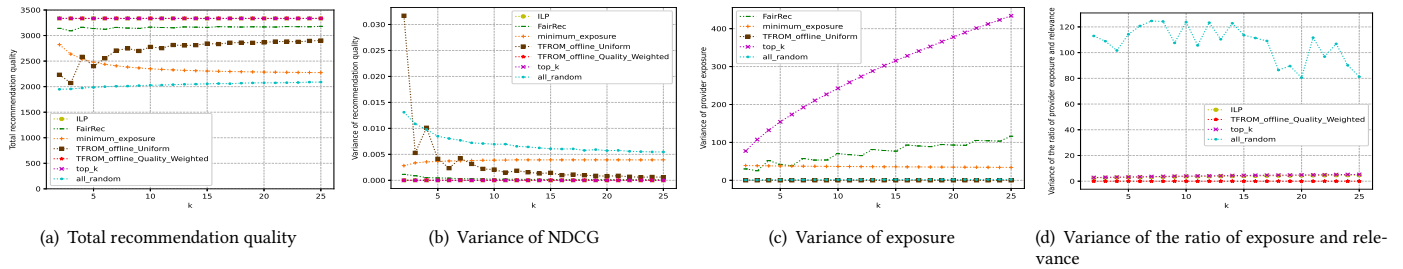 Total recommendation quality
3500
3000
2500
2000
1500
1000
500
0
ILP
FairRec
minimum_exposure
TFROM_offline_Uniform
TFROM_offline_Quality_Weighted
top_k
all_random
5
10
15
20
25
k
(a) Total recommendation quality
Variance of recommendation quality
0.030
0.025
0.020
0.015
0.010
0.005
0.000
ILP
FairRec
minimum_exposure
TFROM_offline_Uniform
TFROM_offline_Quality_Weighted
top_k
all_random
5
10
15
20
25
k
(b) Variance of NDCG
Variance of provider exposure
400
300
200
100
0
FairRec
minimum_exposure
TFROM_offline_Uniform
top_k
all_random
5
10
15
20
25
k
(c) Variance of exposure
Variance of the ratio of provider exposure and relevance
120
100
80
60
40
20
0
ILP
TFROM_offline_Quality_Weighted
top_k
all_random
5
10
15
20
25
k
(d) Variance of the ratio of exposure and rele-
vance